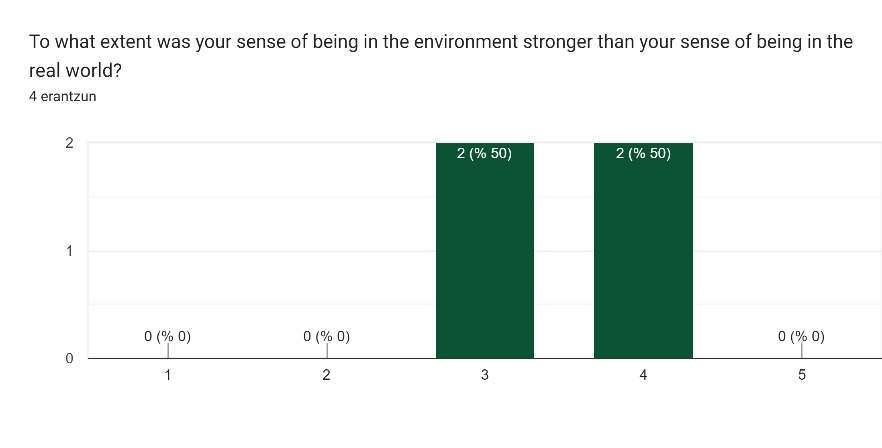 To what extent was your sense of being in the environment stronger than your sense of being in the
real world?
4 erantzun
2
2 (% 50)
2 (% 50)
1
0 (% 0)
0 (% 0)
0 (% 0)
0
1
2
3
4
5